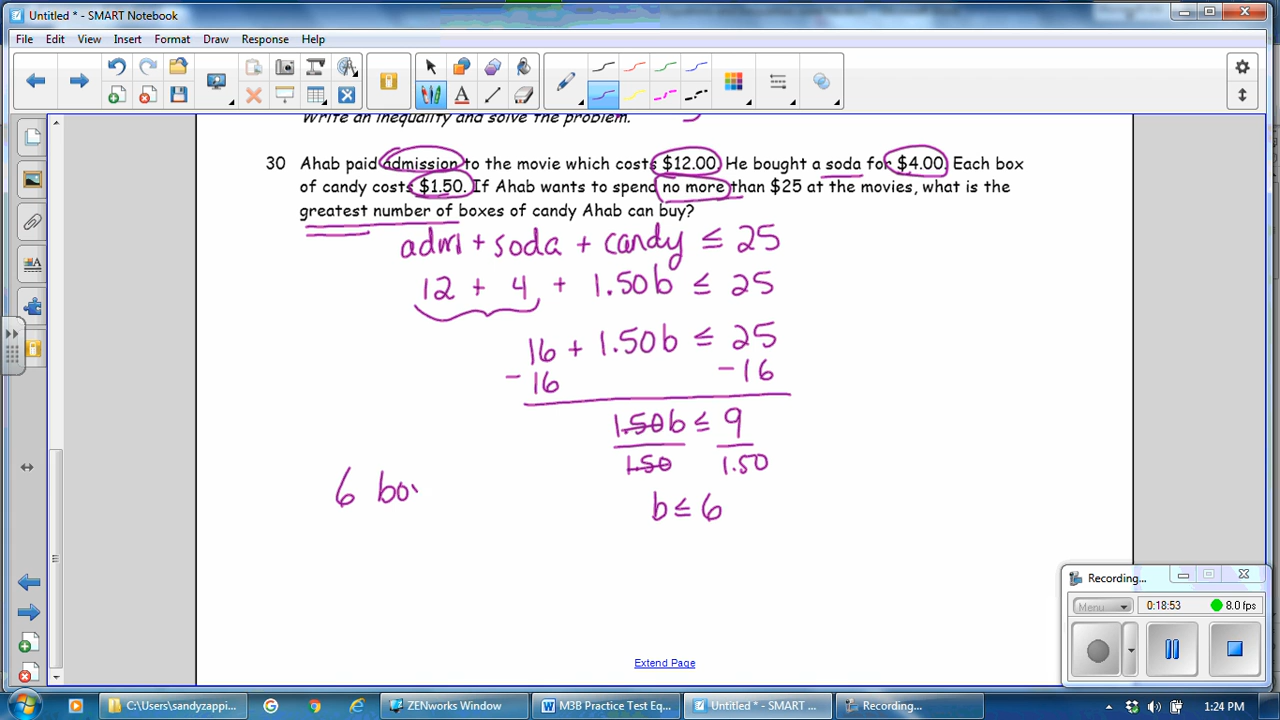 Untitled * - SMART Notebook
File Edit View Insert Format Draw Response Help
Write an inequality and solve the problem.
30 Ahab paid admission to the movie which costs $12.00. He bought a soda for $4.00. Each box
of candy costs $1.50. If Ahab wants to spend no more than $25 at the movies, what is the
greatest number of boxes of candy Ahab can buy?
adm + soda + candy ≤ 25
12 + 4 + 1.50b ≤ 25
16 + 1.50b ≤ 25
-16 -16
1.50b ≤ 9
1.50 1.50
6 box
b ≤ 6
Recording...
Menu 0:18:53 8.0 fps
Extend Page
C:\Users\sandyzappi... ZENworks Window M3B Practice Test Eq... Untitled * - SMART ... Recording... 1:24 PM